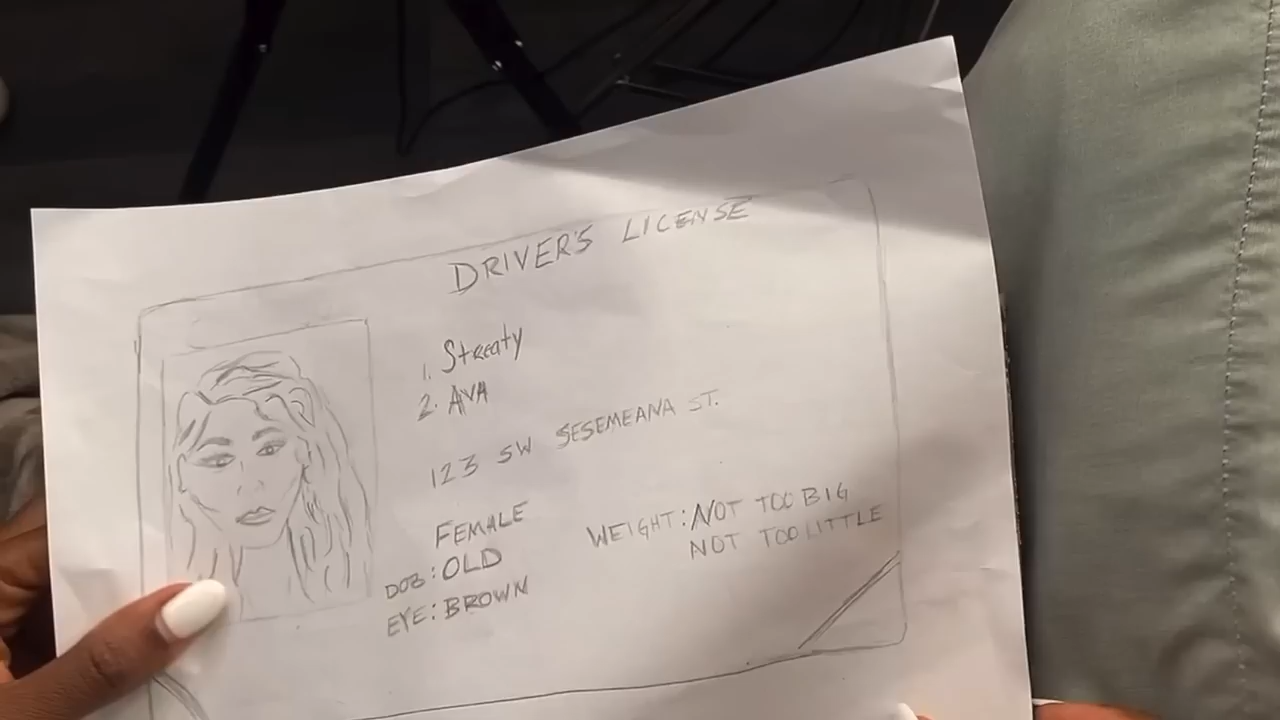 DRIVER'S LICENSE
1. Streaty
2. AVA
123 SW SESEMEANA ST.
FEMALE
DOB: OLD
EYE: BROWN
WEIGHT: NOT TOO BIG
NOT TOO LITTLE